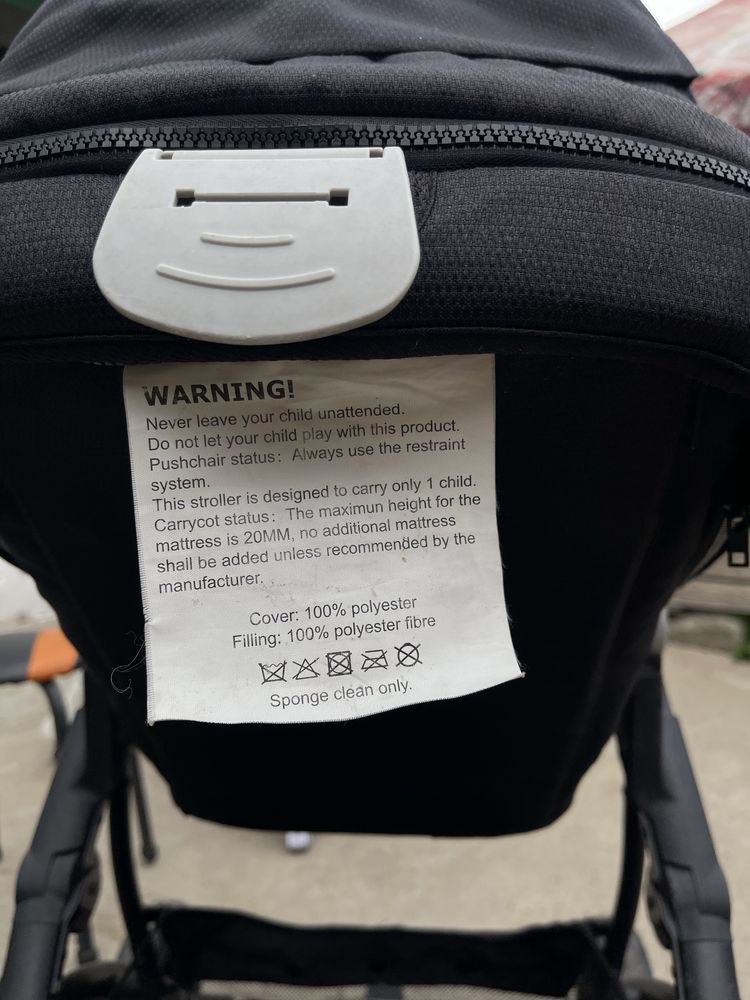 WARNING!
Never leave your child unattended.
Do not let your child play with this product.
Pushchair status: Always use the restraint
system.
This stroller is designed to carry only 1 child.
Carrycot status: The maximun height for the
mattress is 20MM, no additional mattress
shall be added unless recommended by the
manufacturer.
Cover: 100% polyester
Filling: 100% polyester fibre
Sponge clean only.